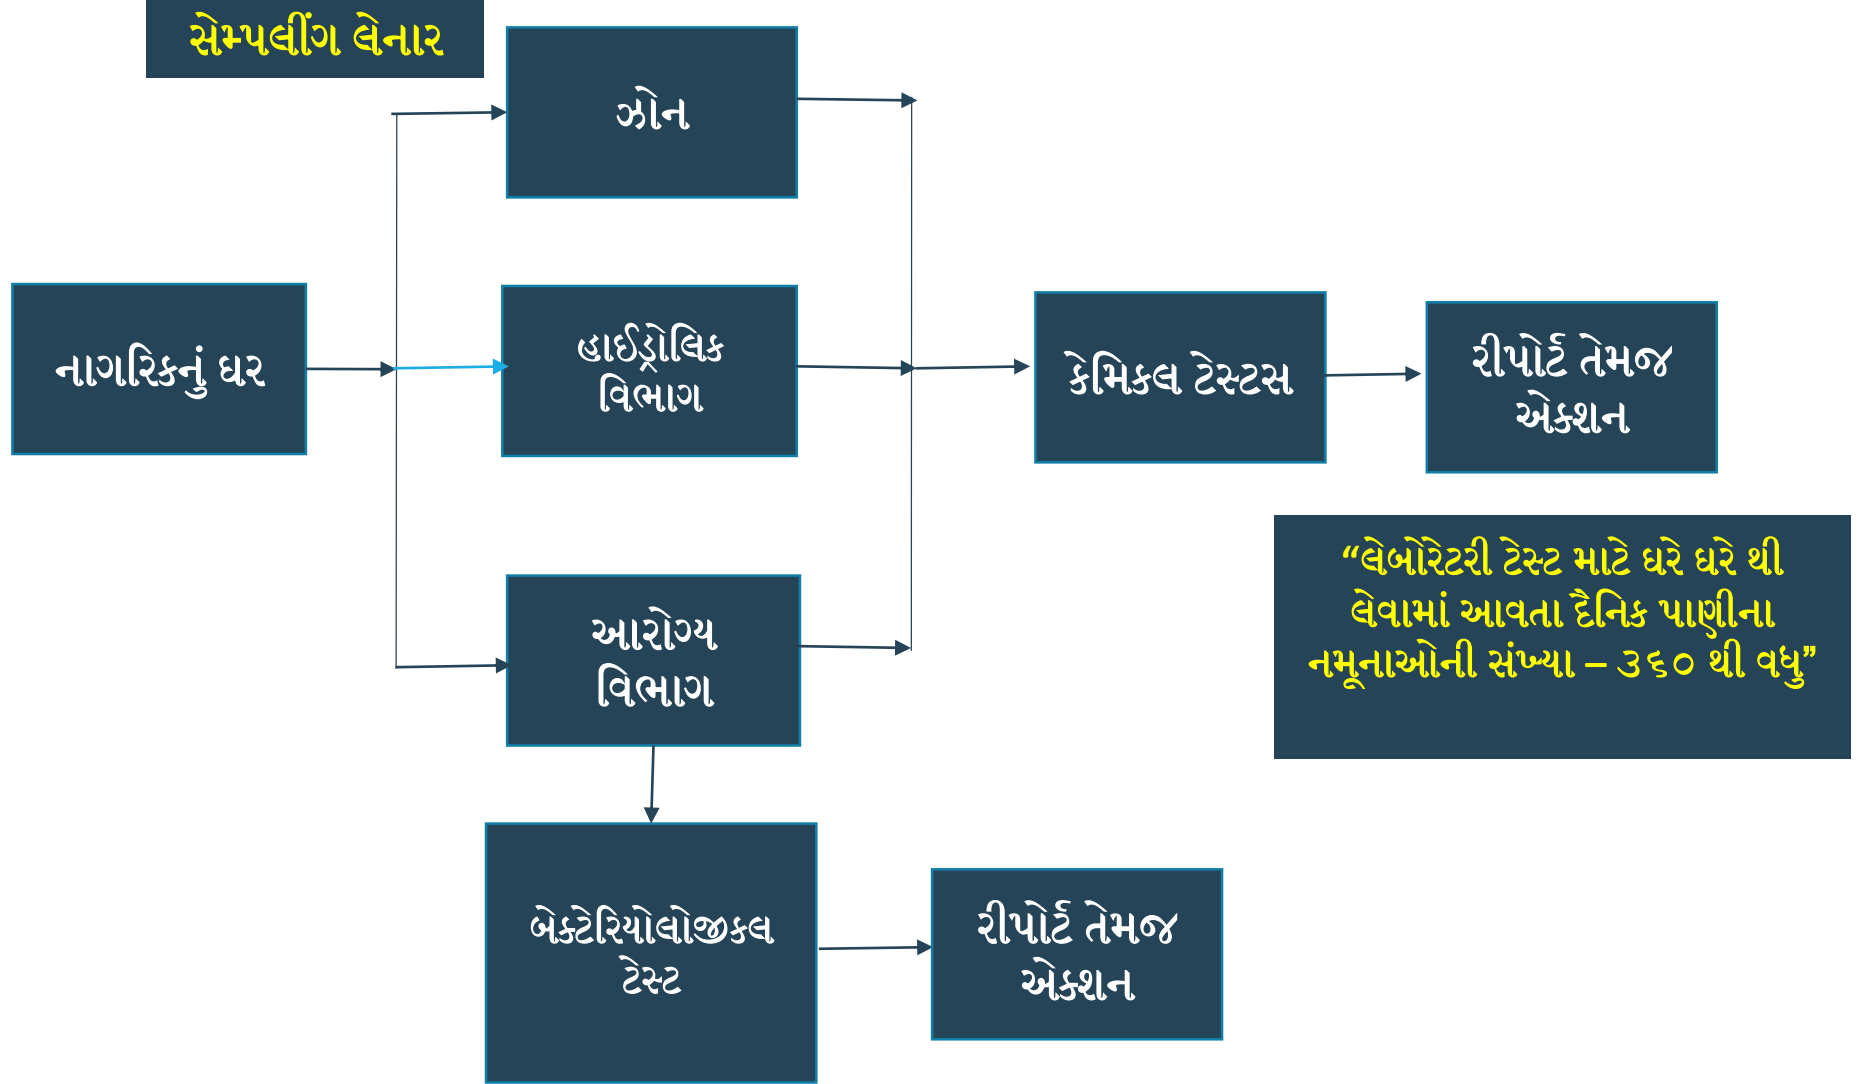 સેમ્પલીંગ લેનાર
ઝોન
નાગરિકનું ઘર
હાઈડ્રોલિક
વિભાગ
કેમિકલ ટેસ્ટસ
રીપોર્ટ તેમજ
એક્શન
આરોગ્ય
વિભાગ
“લેબોરેટરી ટેસ્ટ માટે ઘરે ઘરે થી
લેવામાં આવતા દૈનિક પાણીના
નમૂનાઓની સંખ્યા – ૩૬૦ થી વધુ”
બેક્ટેરિયોલોજીકલ
ટેસ્ટ
રીપોર્ટ તેમજ
એક્શન